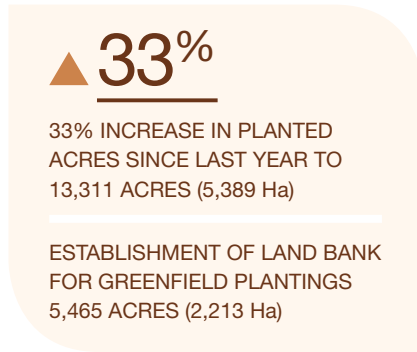 33%
33% INCREASE IN PLANTED
ACRES SINCE LAST YEAR TO
13,311 ACRES (5,389 Ha)
ESTABLISHMENT OF LAND BANK
FOR GREENFIELD PLANTINGS
5,465 ACRES (2,213 Ha)